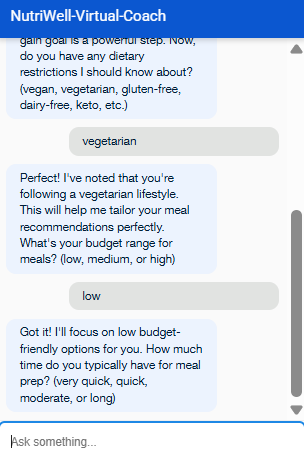 NutriWell-Virtual-Coach
gain goal is a powerful step. Now,
do you have any dietary
restrictions I should know about?
(vegan, vegetarian, gluten-free,
dairy-free, keto, etc.)
vegetarian
Perfect! I've noted that you're
following a vegetarian lifestyle.
This will help me tailor your meal
recommendations perfectly.
What's your budget range for
meals? (low, medium, or high)
low
Got it! I'll focus on low budget-
friendly options for you. How much
time do you typically have for meal
prep? (very quick, quick,
moderate, or long)
Ask something...